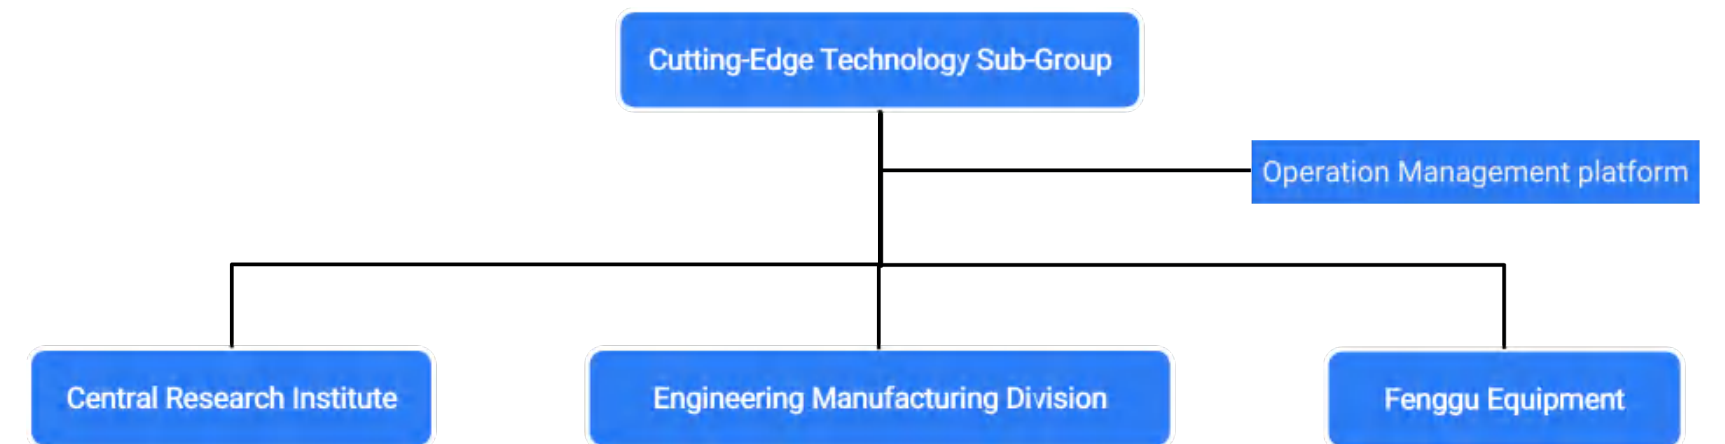 Cutting-Edge Technology Sub-Group
Operation Management platform
Central Research Institute
Engineering Manufacturing Division
Fenggu Equipment